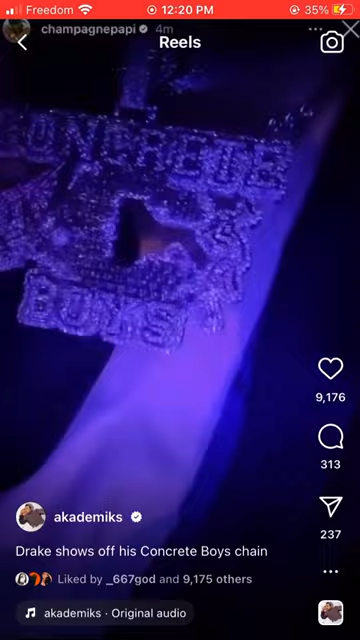 Freedom 12:20 PM 35%
champagnepapi 4m
Reels
CONCRETE
BOYS
9,176
313
237
akademiks
Drake shows off his Concrete Boys chain
Liked by _667god and 9,175 others
akademiks • Original audio